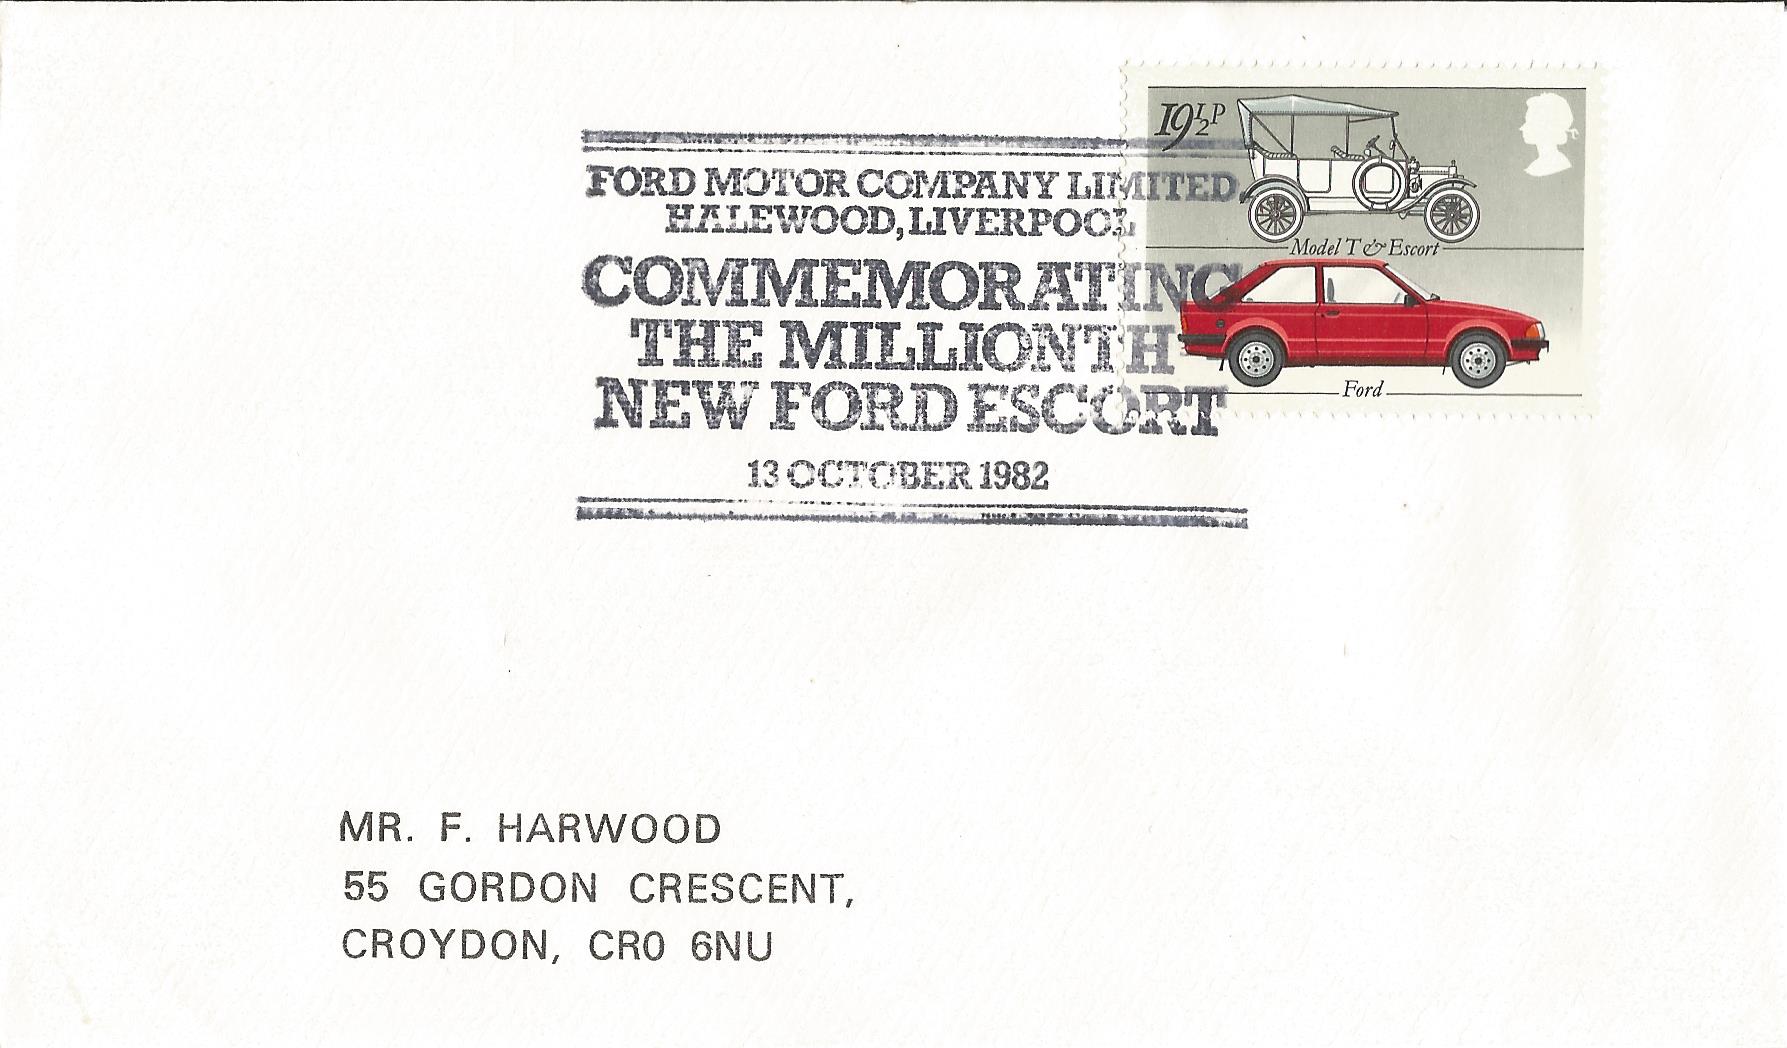 FORD MOTOR COMPANY LIMITED,
HALEWOOD, LIVERPOOL
COMMEMORATING
THE MILLIONTH
NEW FORD ESCORT
13 OCTOBER 1982
19½P
Model T & Escort
Ford
MR. F. HARWOOD
55 GORDON CRESCENT,
CROYDON, CR0 6NU